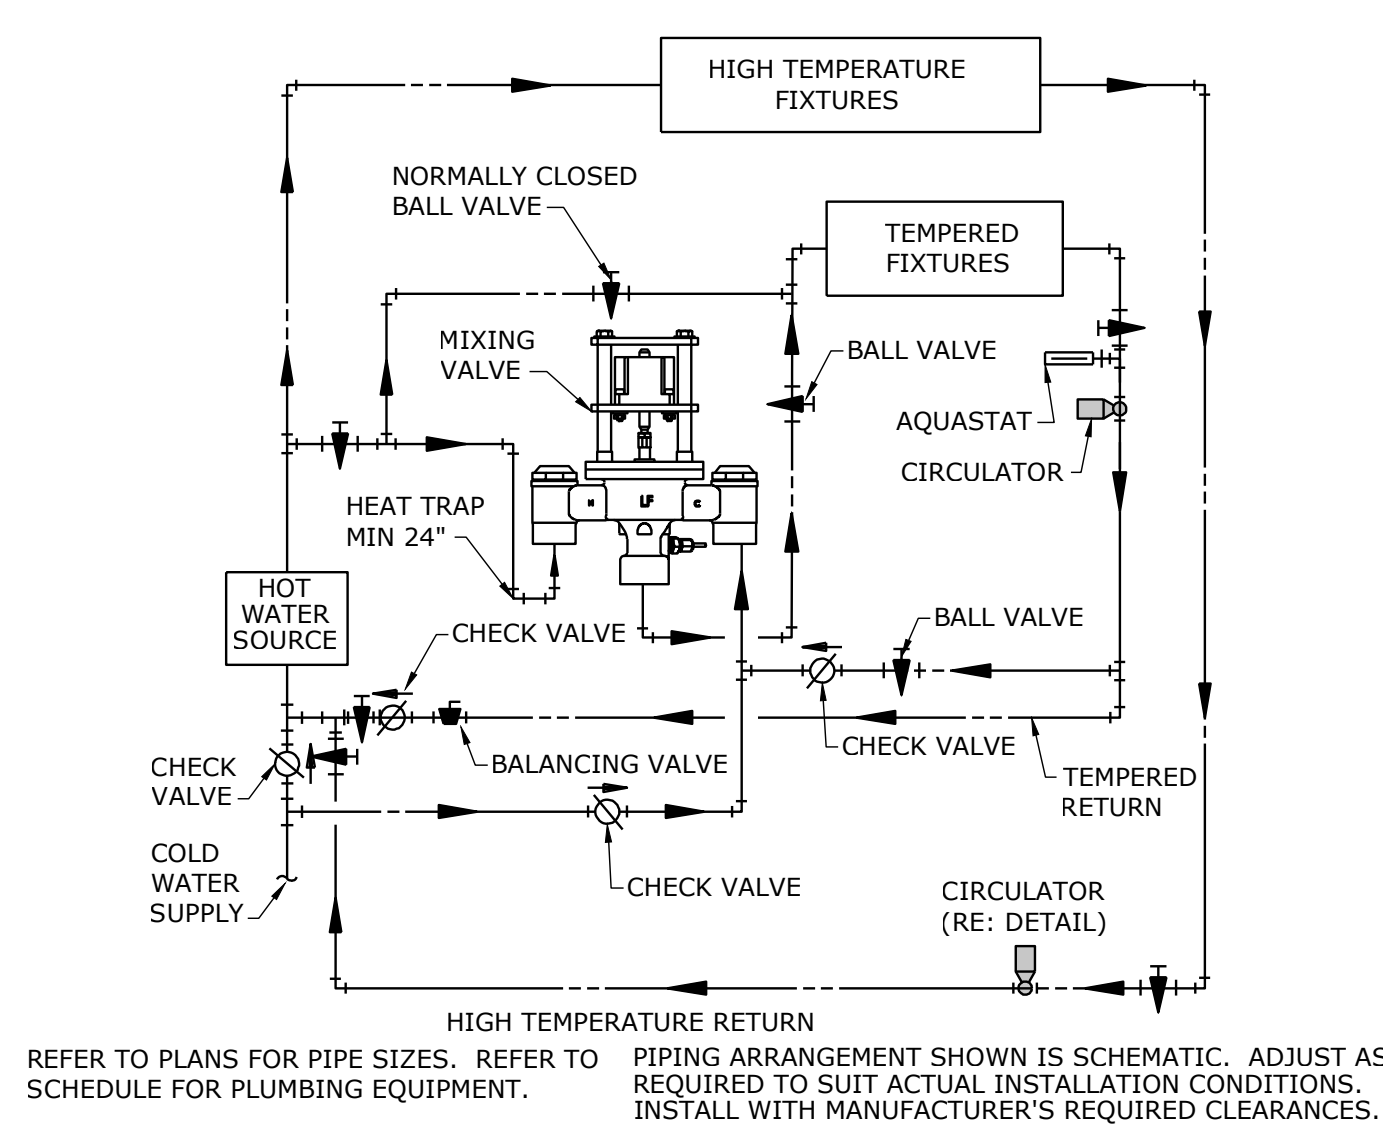 HIGH TEMPERATURE
FIXTURES
NORMALLY CLOSED
BALL VALVE
TEMPERED
FIXTURES
MIXING
VALVE
BALL VALVE
AQUASTAT
CIRCULATOR
HEAT TRAP
MIN 24"
H
LF
C
HOT
WATER
SOURCE
CHECK VALVE
BALL VALVE
CHECK VALVE
BALANCING VALVE
CHECK
VALVE
TEMPERED
RETURN
COLD
WATER
SUPPLY
CHECK VALVE
CIRCULATOR
(RE: DETAIL)
HIGH TEMPERATURE RETURN
REFER TO PLANS FOR PIPE SIZES. REFER TO
SCHEDULE FOR PLUMBING EQUIPMENT.
PIPING ARRANGEMENT SHOWN IS SCHEMATIC. ADJUST AS
REQUIRED TO SUIT ACTUAL INSTALLATION CONDITIONS.
INSTALL WITH MANUFACTURER'S REQUIRED CLEARANCES.